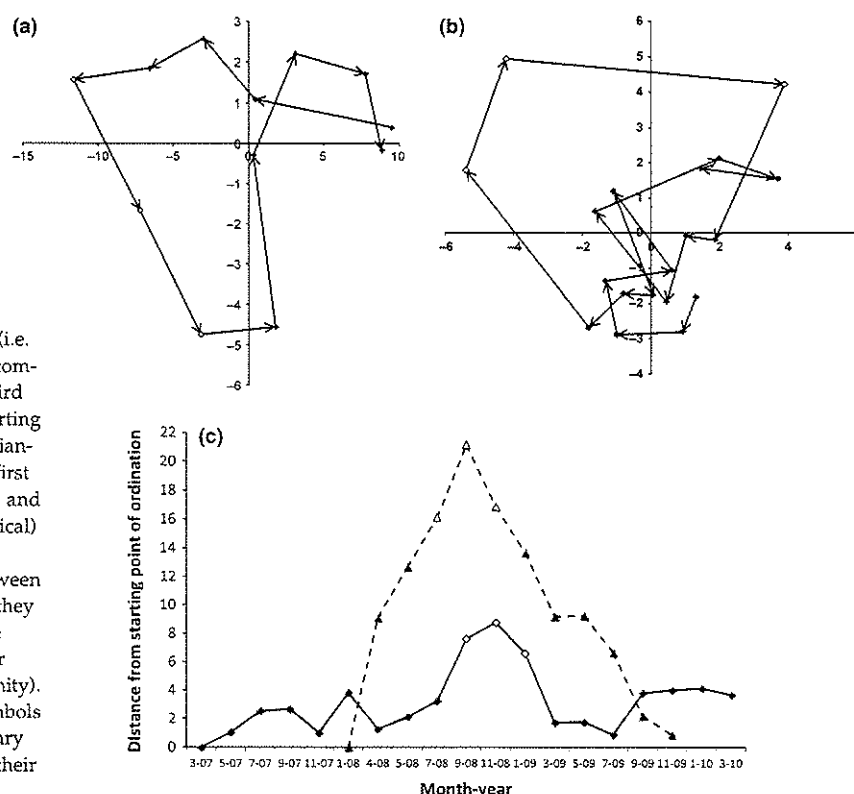 (a)
3
2
1
0
−15
−10
−5
0
5
10
−1
−2
−3
−4
−5
−6
(b)
6
5
4
3
2
1
0
−6
−4
−2
0
2
4
−1
−2
−3
−4
(i.e.
com-
ird
rting
ian-
first
and
ical)
ween
they
r
nity).
bols
ary
their
(c)
Distance from starting point of ordination
22
20
18
16
14
12
10
8
6
4
2
0
3-07 5-07 7-07 9-07 11-07 1-08 4-08 5-08 7-08 9-08 11-08 1-09 3-09 5-09 7-09 9-09 11-09 1-10 3-10
Month-year